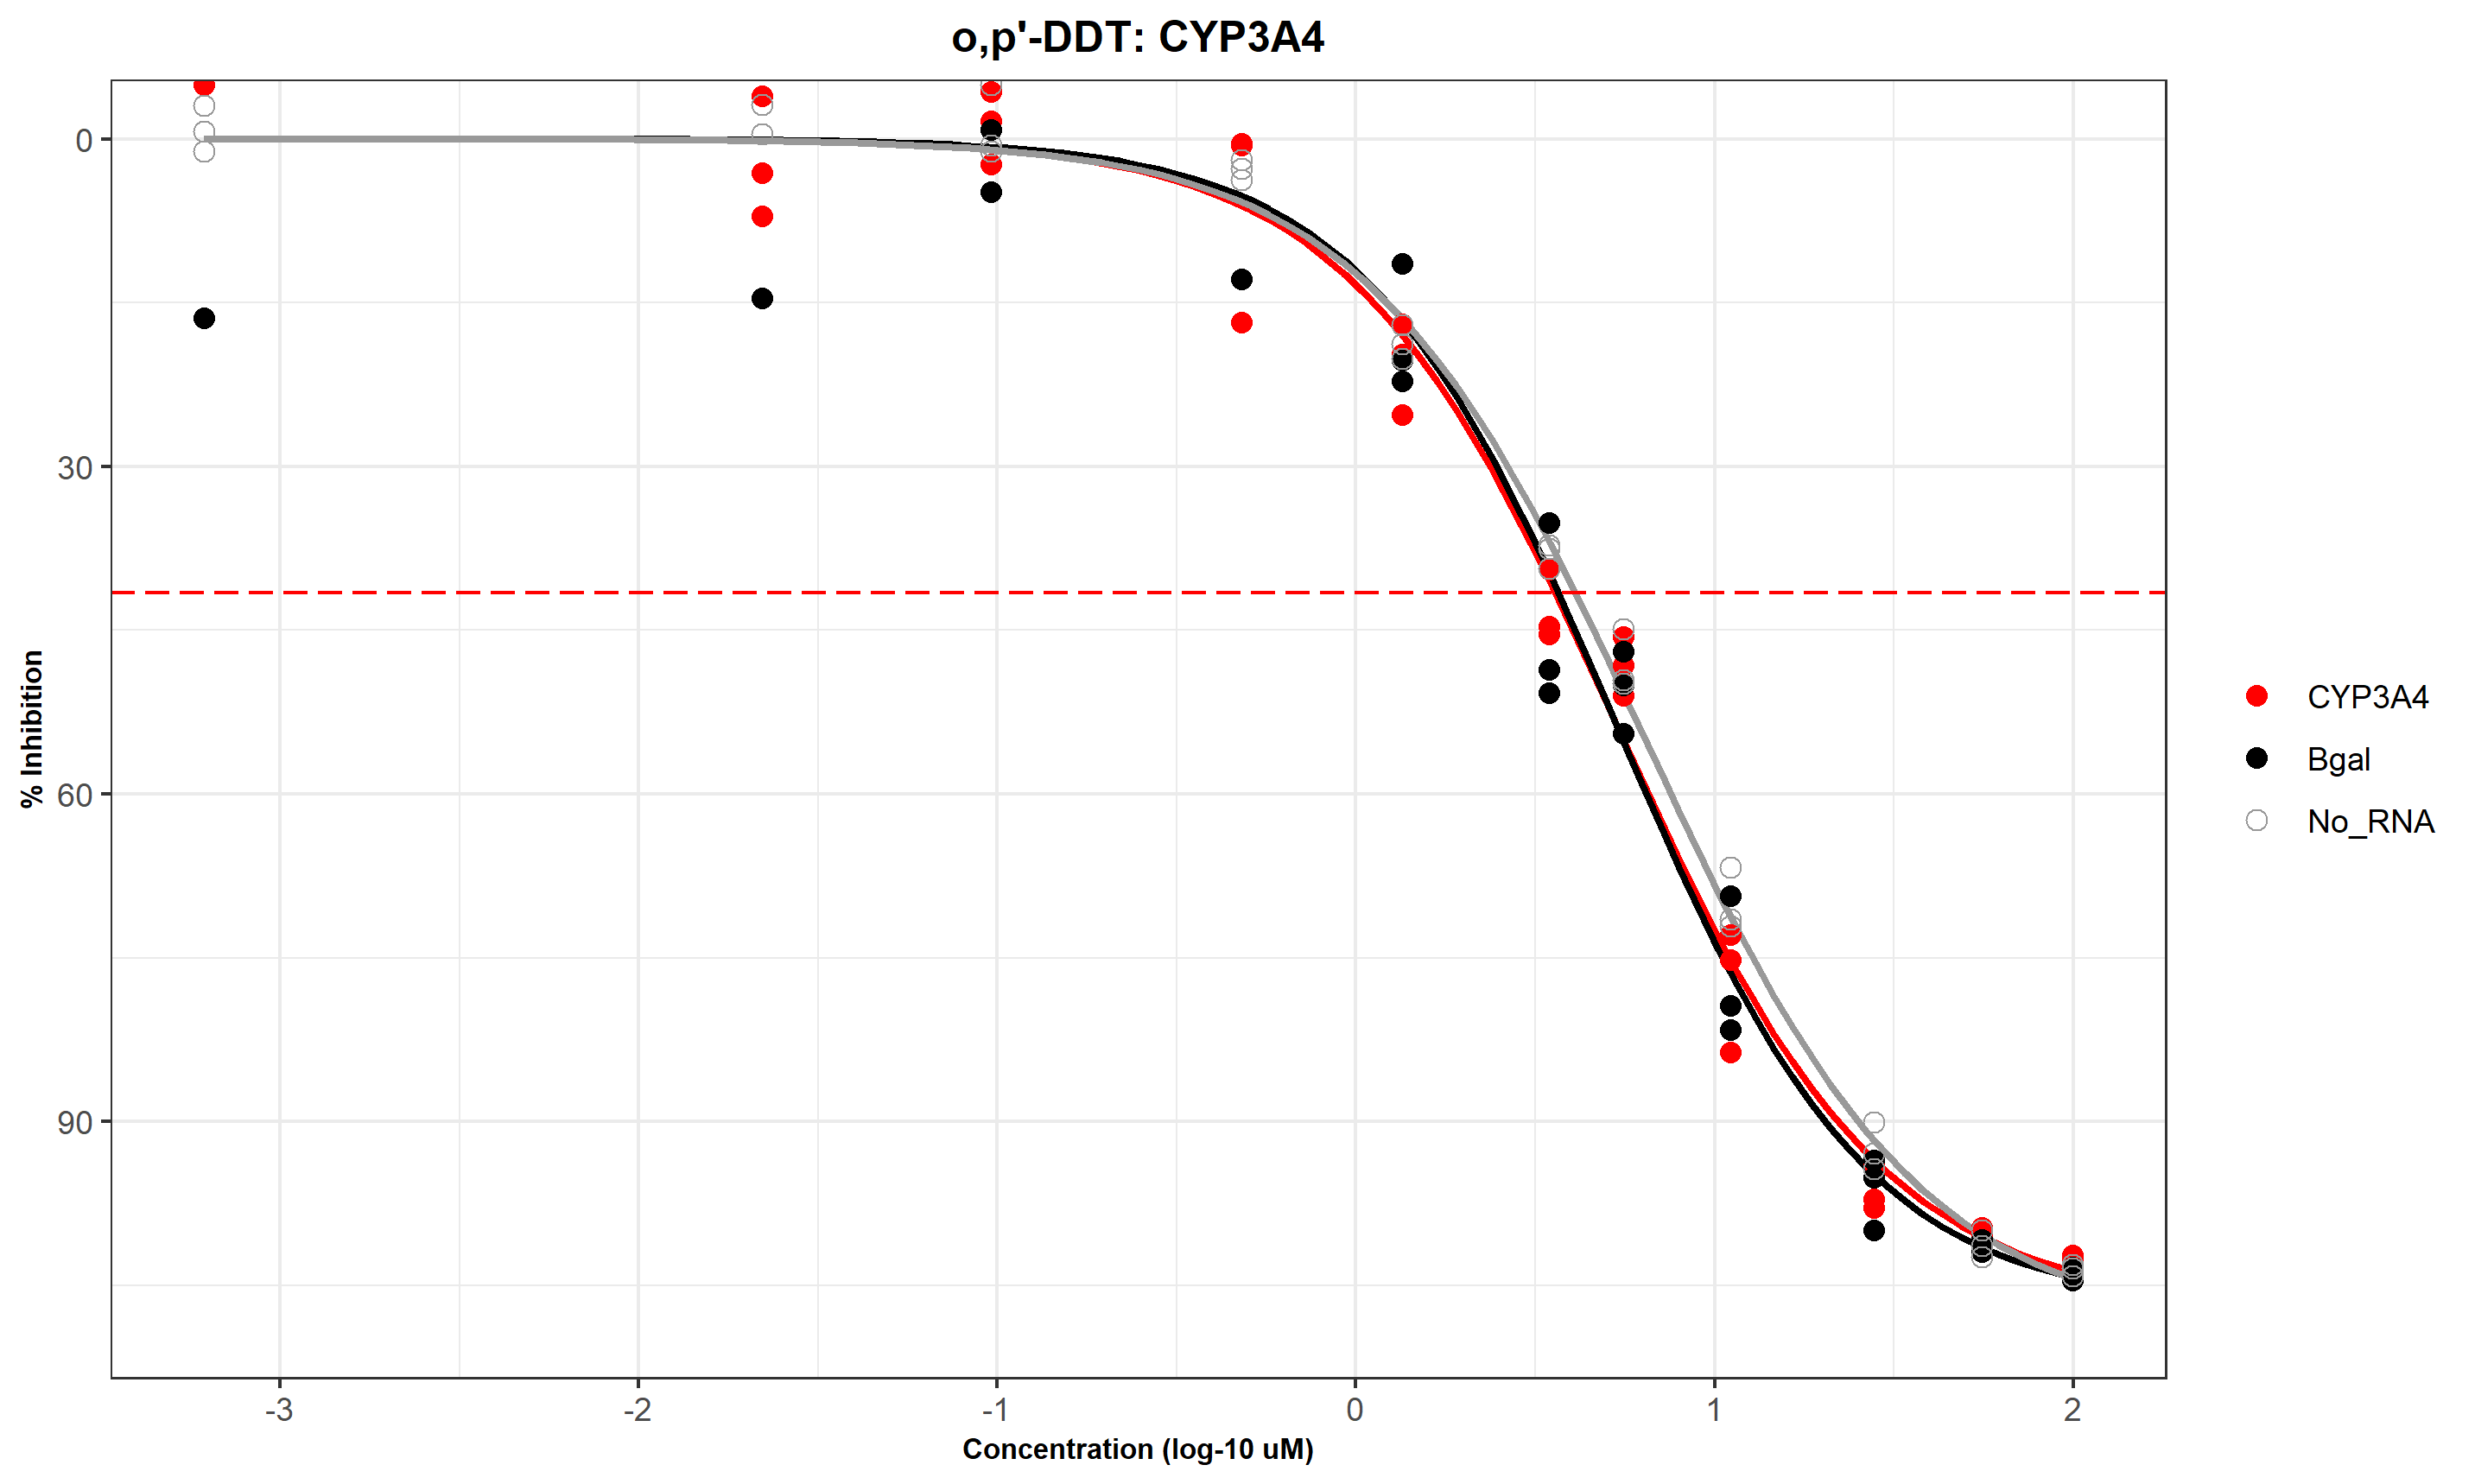 o,p'-DDT: CYP3A4
0
30
60
90
% Inhibition
-3
-2
-1
0
1
2
Concentration (log-10 uM)
CYP3A4
Bgal
No_RNA